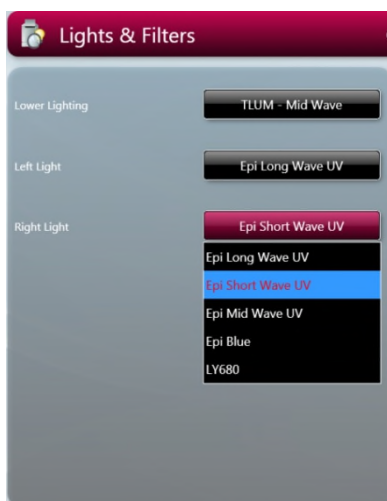 Lights & Filters
Lower Lighting
TLUM - Mid Wave
Left Light
Epi Long Wave UV
Right Light
Epi Short Wave UV
Epi Long Wave UV
Epi Short Wave UV
Epi Mid Wave UV
Epi Blue
LY680